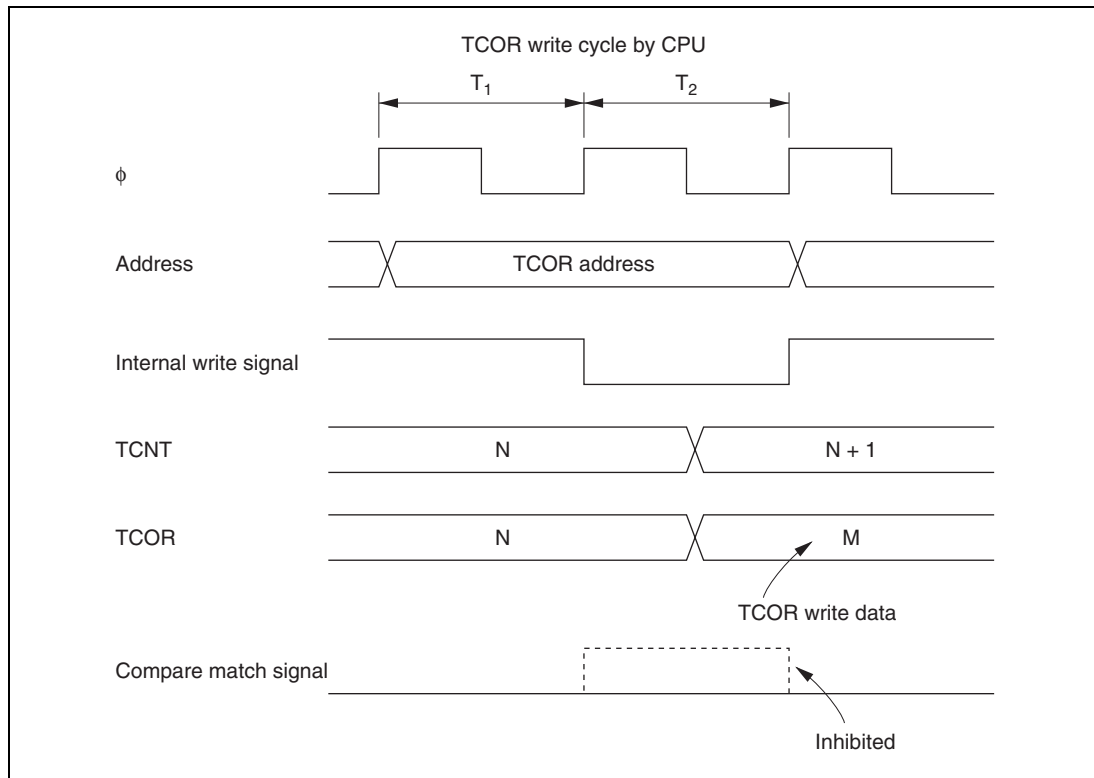 TCOR write cycle by CPU
T1 T2
ϕ
Address TCOR address
Internal write signal
TCNT N N + 1
TCOR N M
TCOR write data
Compare match signal
Inhibited